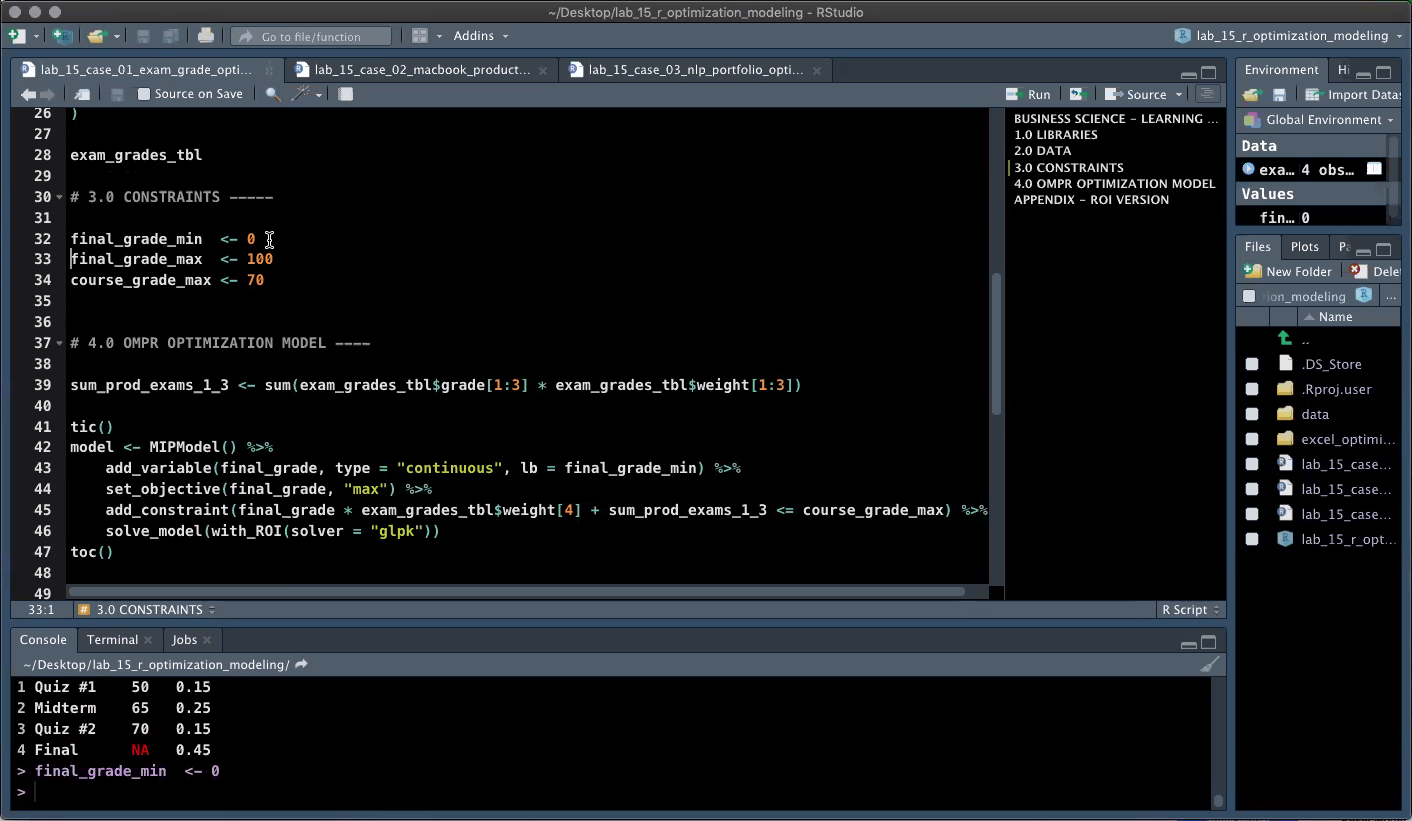 ~/Desktop/lab_15_r_optimization_modeling - RStudio
Go to file/function
Addins
lab_15_r_optimization_modeling
lab_15_case_01_exam_grade_opti...
lab_15_case_02_macbook_product...
lab_15_case_03_nlp_portfolio_opti...
Source on Save
Run
Source
26 )
27
28 exam_grades_tbl
29
30 # 3.0 CONSTRAINTS -----
31
32 final_grade_min  <- 0
33 final_grade_max  <- 100
34 course_grade_max <- 70
35
36
37 # 4.0 OMPR OPTIMIZATION MODEL ----
38
39 sum_prod_exams_1_3 <- sum(exam_grades_tbl$grade[1:3] * exam_grades_tbl$weight[1:3])
40
41 tic()
42 model <- MIPModel() %>%
43     add_variable(final_grade, type = "continuous", lb = final_grade_min) %>%
44     set_objective(final_grade, "max") %>%
45     add_constraint(final_grade * exam_grades_tbl$weight[4] + sum_prod_exams_1_3 <= course_grade_max) %>%
46     solve_model(with_ROI(solver = "glpk"))
47 toc()
48
49
BUSINESS SCIENCE - LEARNING ...
1.0 LIBRARIES
2.0 DATA
3.0 CONSTRAINTS
4.0 OMPR OPTIMIZATION MODEL
APPENDIX - ROI VERSION
33:1
# 3.0 CONSTRAINTS
R Script
Console
Terminal
Jobs
~/Desktop/lab_15_r_optimization_modeling/
1 Quiz #1    50   0.15
2 Midterm    65   0.25
3 Quiz #2    70   0.15
4 Final      NA   0.45
> final_grade_min  <- 0
>
Environment
Hi
Import Data
Global Environment
Data
exa... 4 obs...
Values
fin... 0
Files
Plots
Pa
New Folder
Dele
ion_modeling
...
Name
..
.DS_Store
.Rproj.user
data
excel_optimi...
lab_15_case...
lab_15_case...
lab_15_case...
lab_15_r_opt...